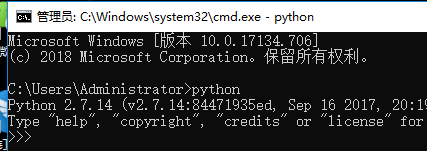 管理员: C:\Windows\system32\cmd.exe - python
Microsoft Windows [版本 10.0.17134.706]
(c) 2018 Microsoft Corporation。保留所有权利。
C:\Users\Administrator>python
Python 2.7.14 (v2.7.14:84471935ed, Sep 16 2017, 20:19
Type "help", "copyright", "credits" or "license" for
>>>